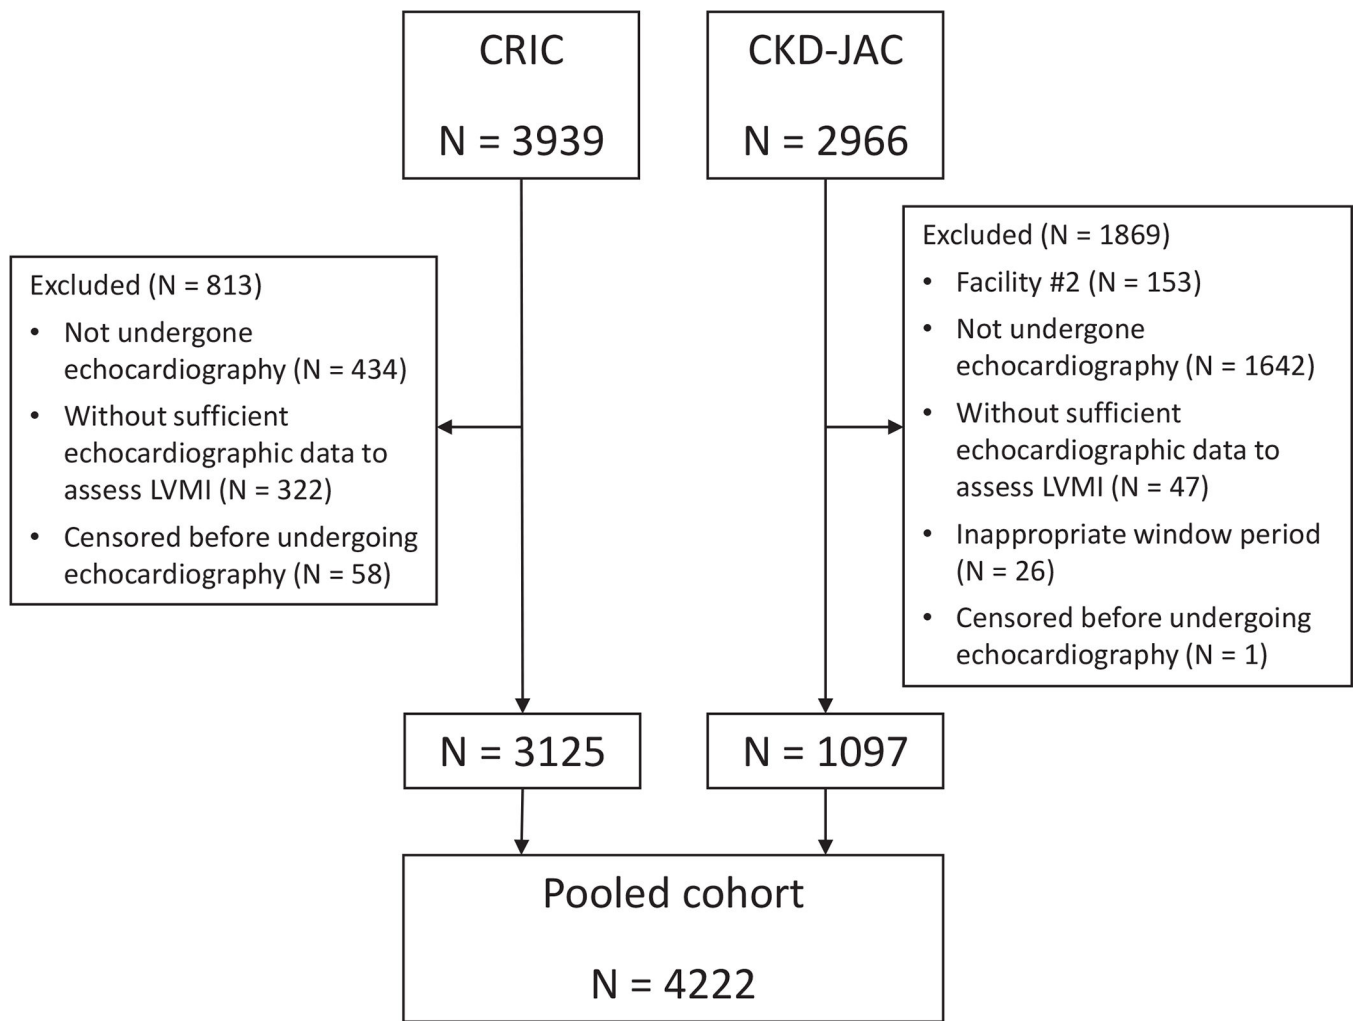 CRIC
N = 3939
CKD-JAC
N = 2966
Excluded (N = 813)
• Not undergone
echocardiography (N = 434)
• Without sufficient
echocardiographic data to
assess LVMI (N = 322)
• Censored before undergoing
echocardiography (N = 58)
Excluded (N = 1869)
• Facility #2 (N = 153)
• Not undergone
echocardiography (N = 1642)
• Without sufficient
echocardiographic data to
assess LVMI (N = 47)
• Inappropriate window period
(N = 26)
• Censored before undergoing
echocardiography (N = 1)
N = 3125
N = 1097
Pooled cohort
N = 4222